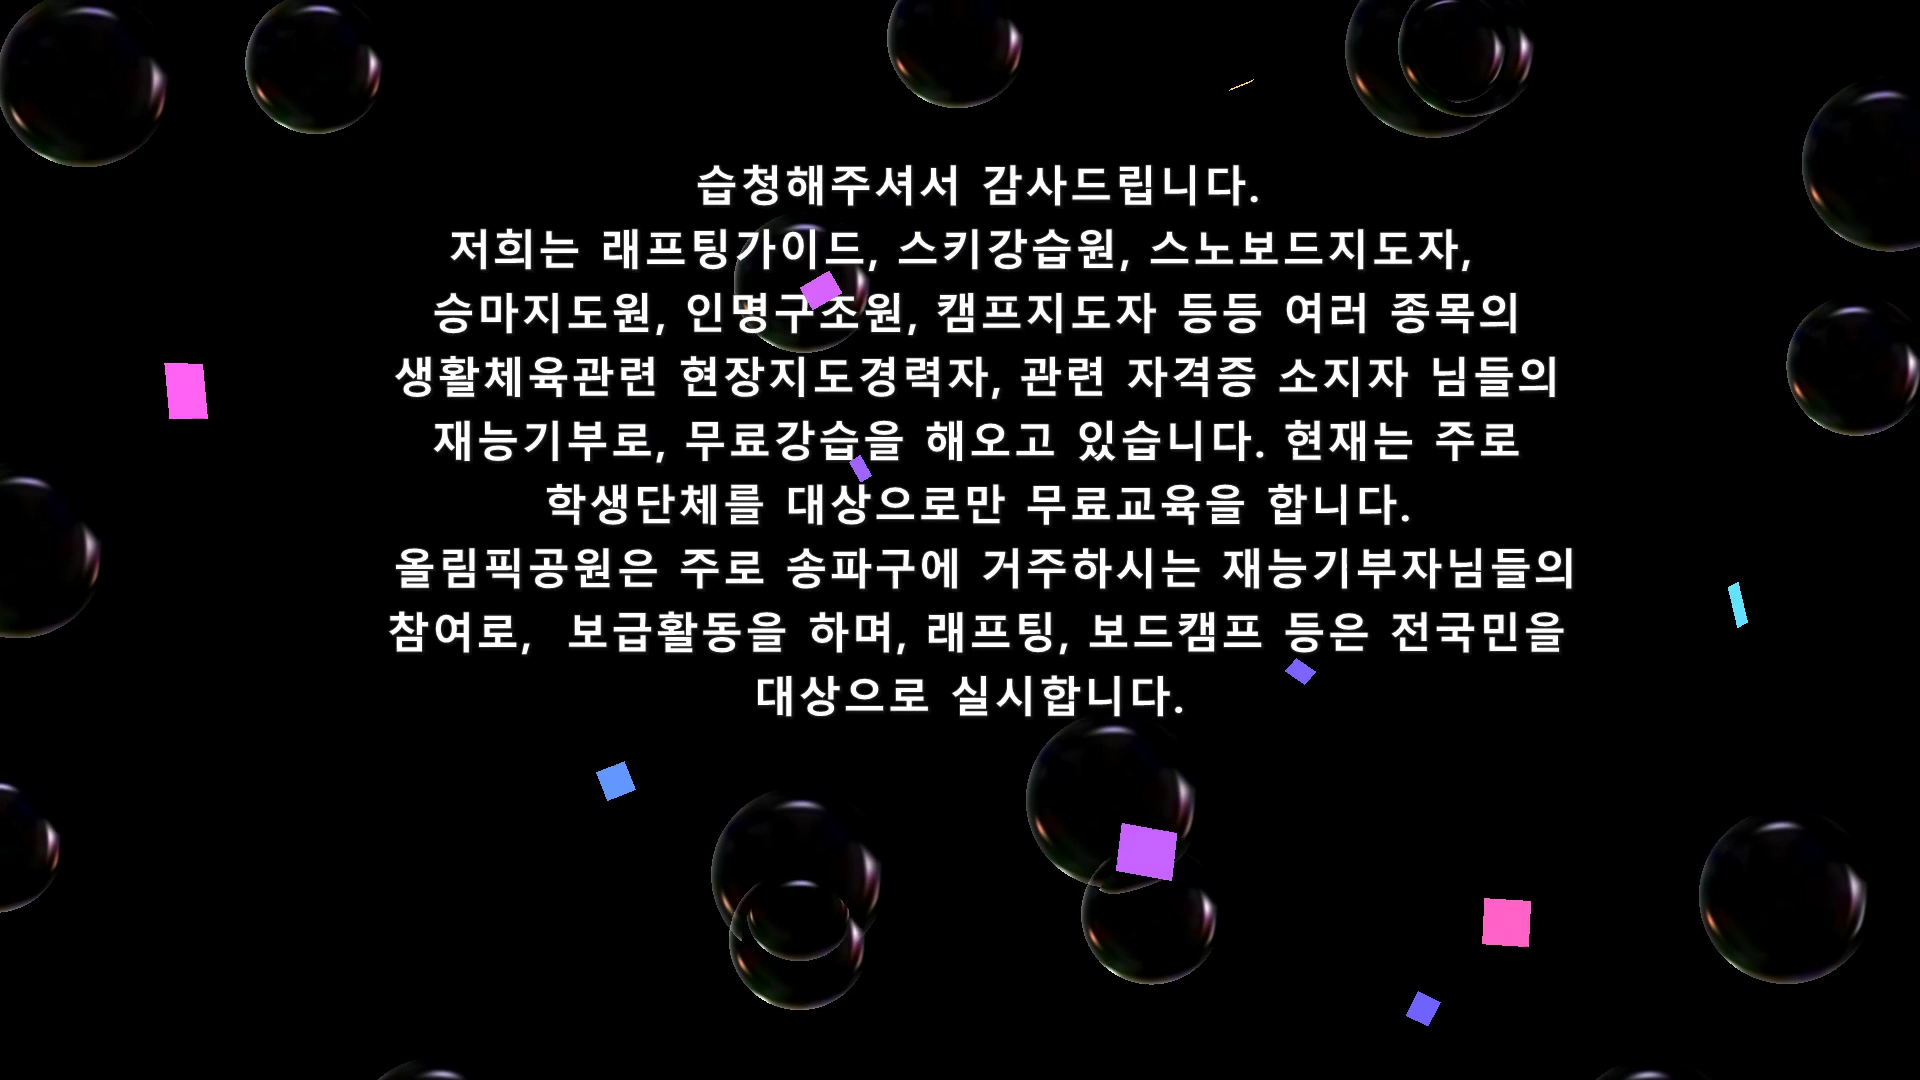 습청해주셔서 감사드립니다.
저희는 래프팅가이드, 스키강습원, 스노보드지도자,
승마지도원, 인명구조원, 캠프지도자 등등 여러 종목의
생활체육관련 현장지도경력자, 관련 자격증 소지자 님들의
재능기부로, 무료강습을 해오고 있습니다. 현재는 주로
학생단체를 대상으로만 무료교육을 합니다.
올림픽공원은 주로 송파구에 거주하시는 재능기부자님들의
참여로,  보급활동을 하며, 래프팅, 보드캠프 등은 전국민을
대상으로 실시합니다.